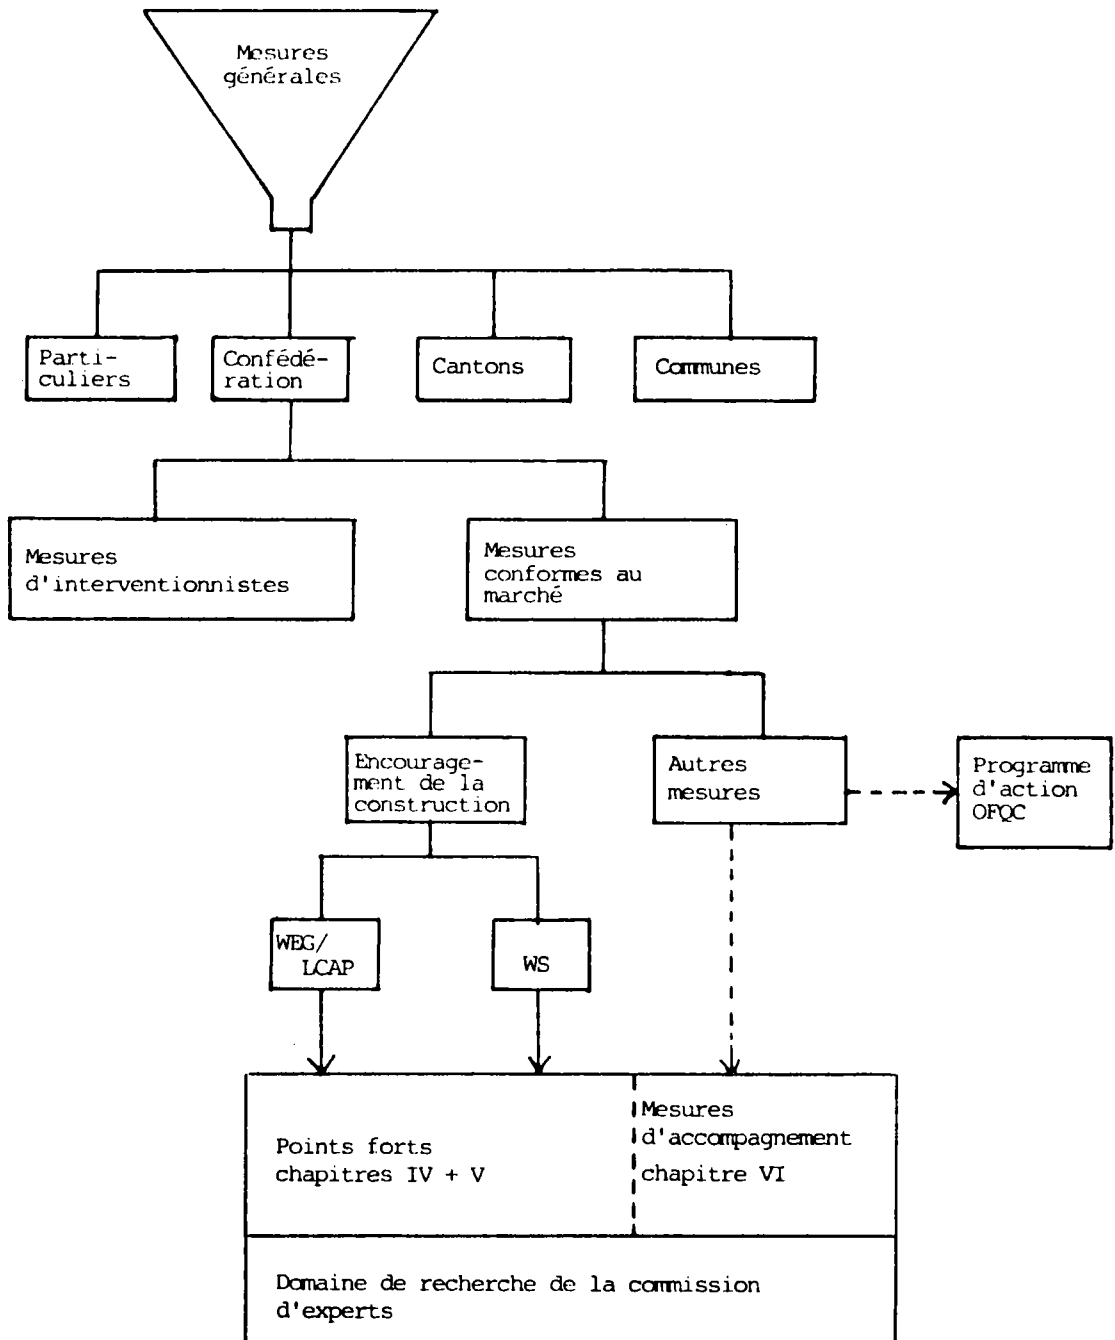 Mesures
générales
Parti-
culiers
Confédé-
ration
Cantons
Communes
Mesures
d'interventionnistes
Mesures
conformes au
marché
Encourage-
ment de la
construction
Autres
mesures
Programme
d'action
OFQC
WEG/
LCAP
WS
Points forts
chapitres IV + V
Mesures
d'accompagnement
chapitre VI
Domaine de recherche de la commission
d'experts